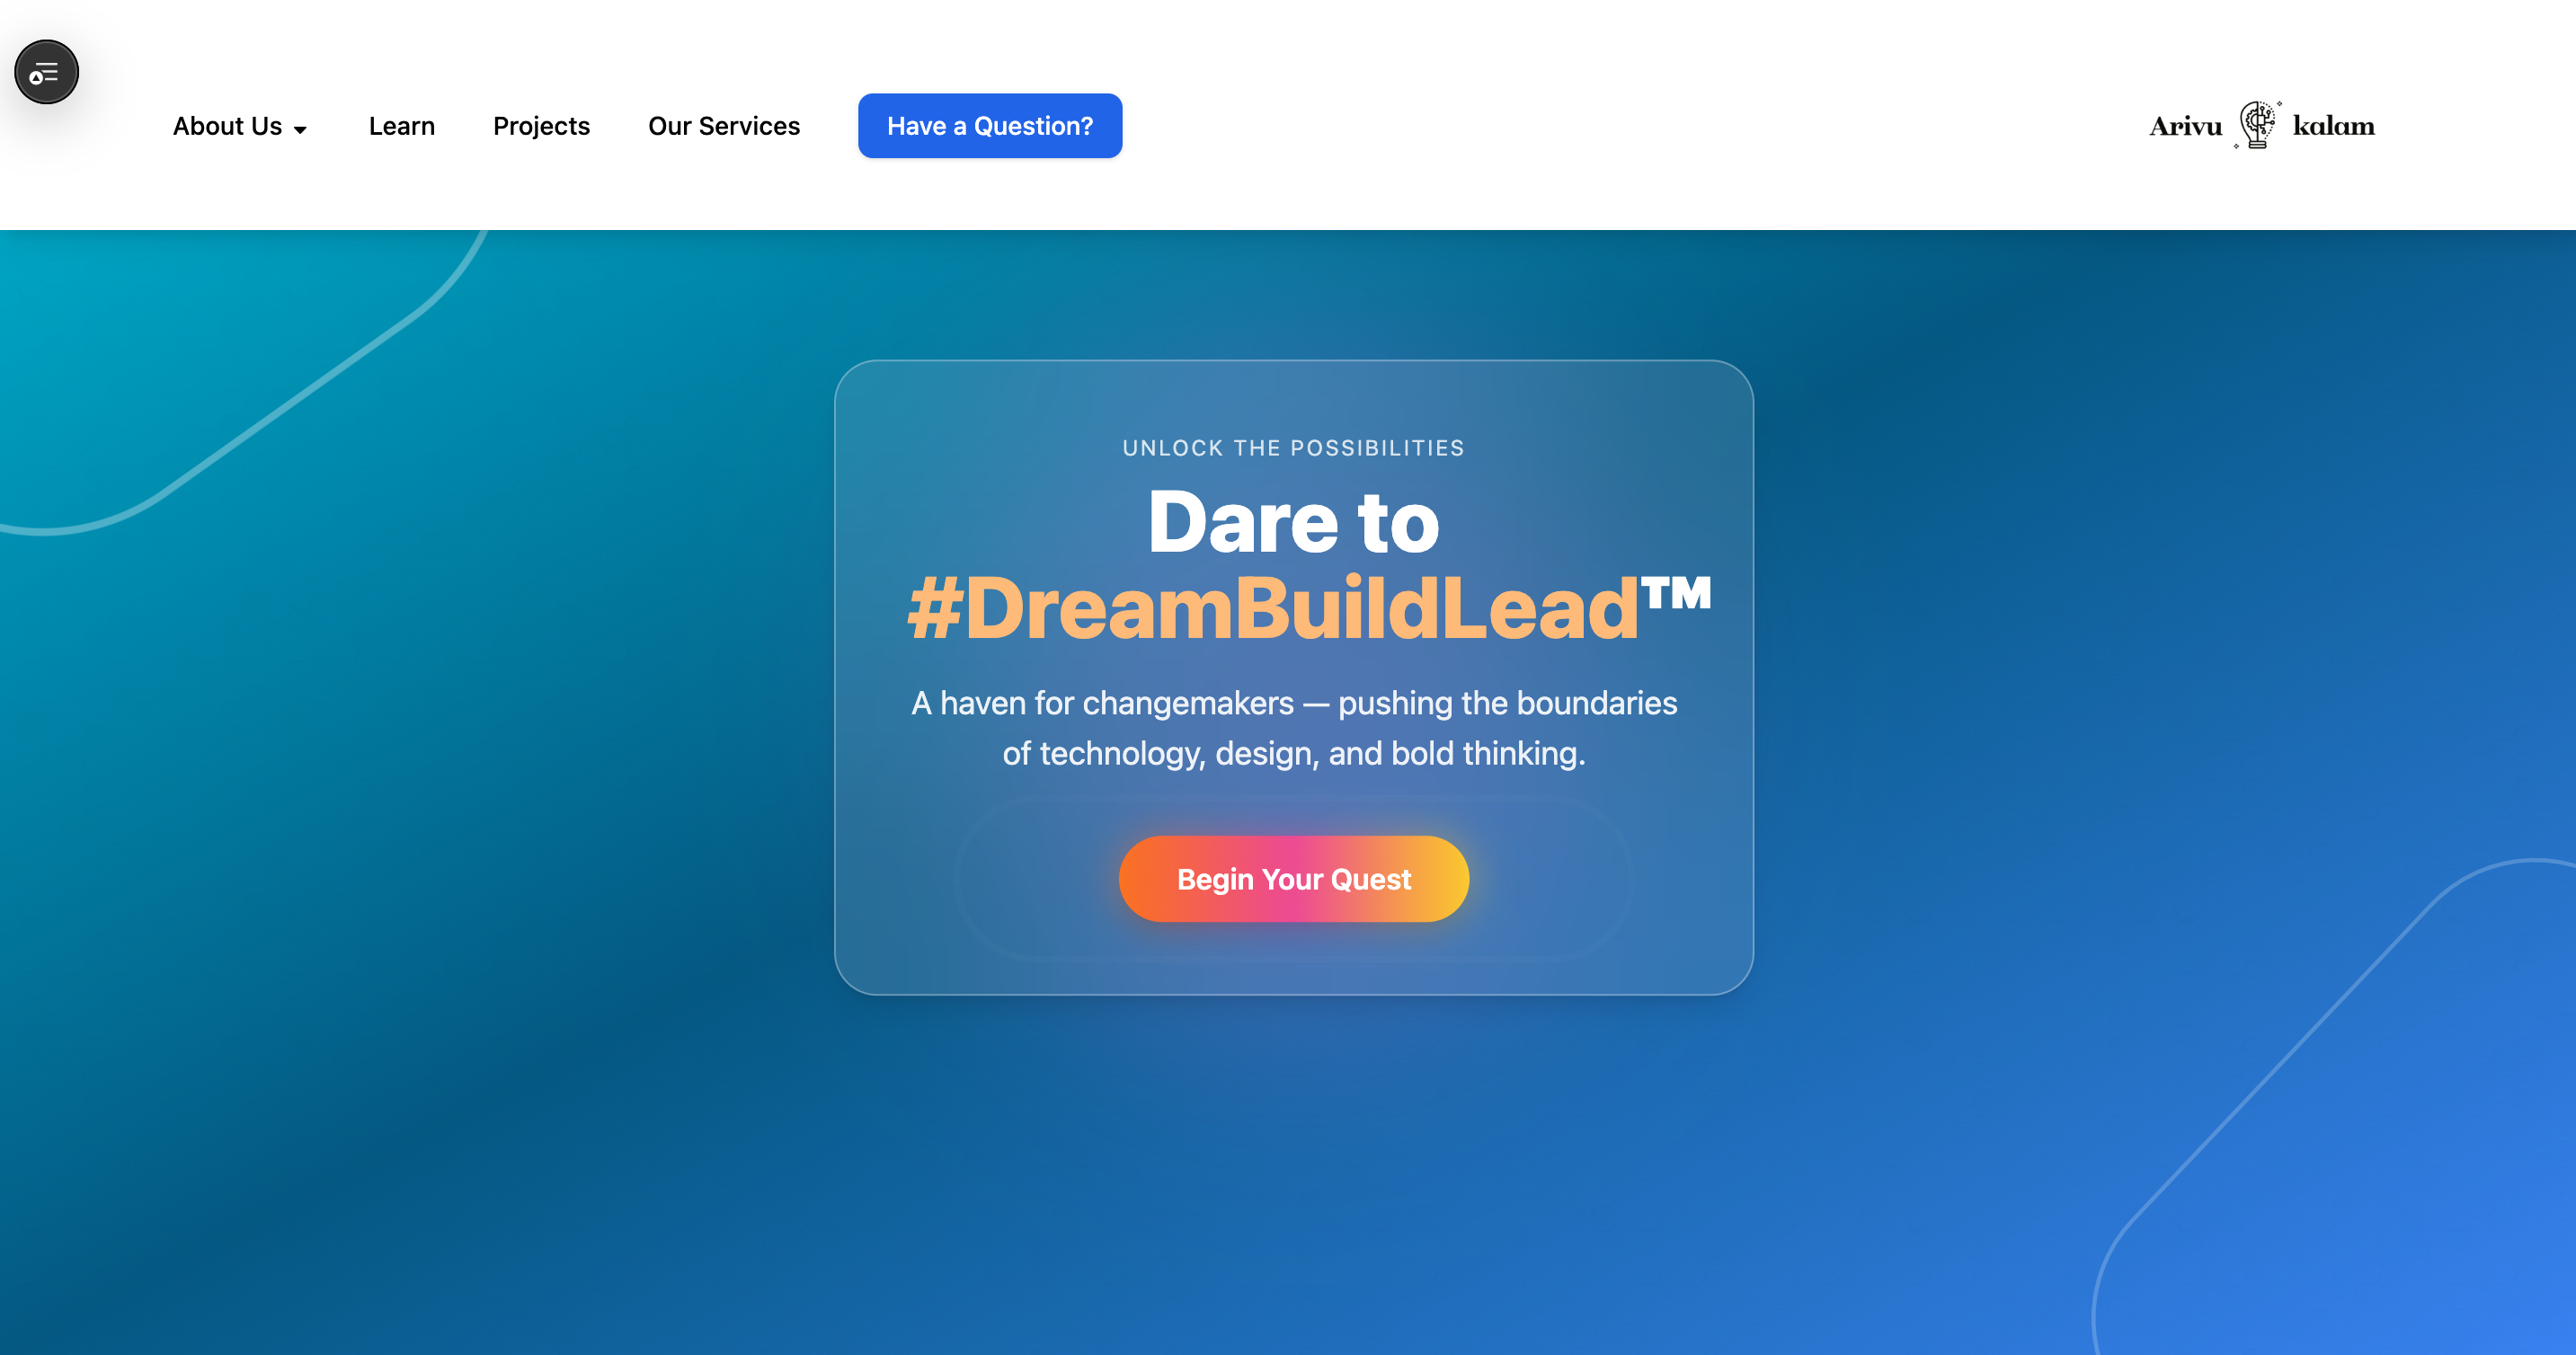 About Us
Learn
Projects
Our Services
Have a Question?
Arivu kalam
UNLOCK THE POSSIBILITIES
Dare to
#DreamBuildLead™
A haven for changemakers — pushing the boundaries
of technology, design, and bold thinking.
Begin Your Quest